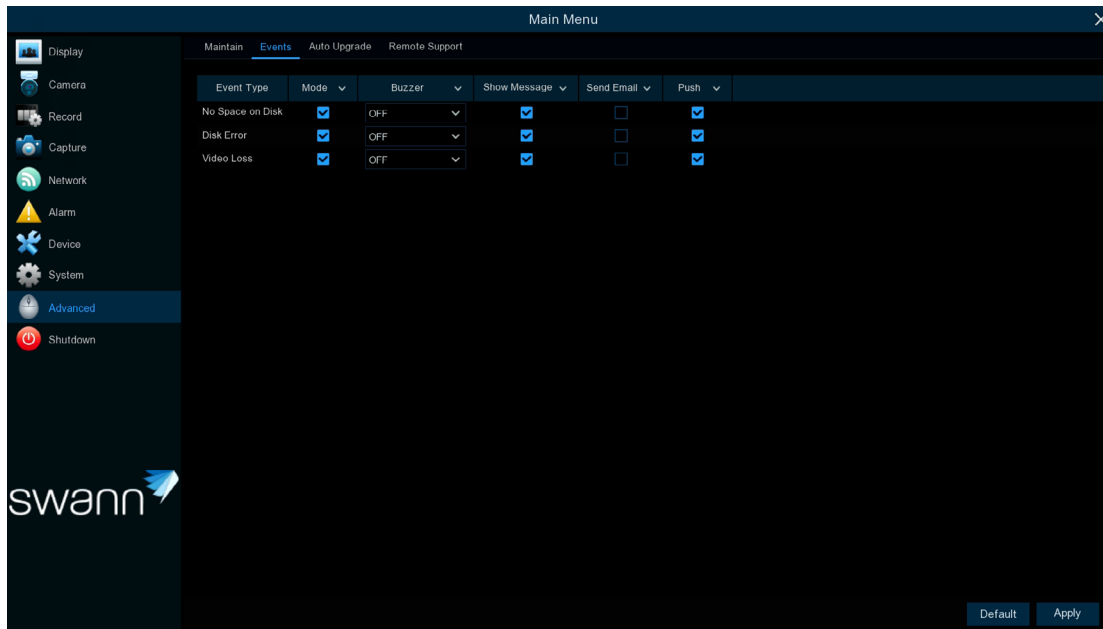 Main Menu
Display
Camera
Record
Capture
Network
Alarm
Device
System
Advanced
Shutdown
swann
Maintain Events Auto Upgrade Remote Support
Event Type Mode Buzzer Show Message Send Email Push
No Space on Disk OFF
Disk Error OFF
Video Loss OFF
Default Apply